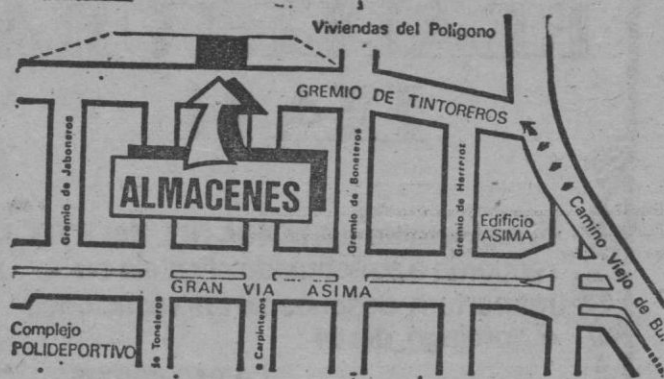 Viviendas del Polígono
GREMIO DE TINTOREROS
Gremio de Jaboneros
ALMACENES
Gremio de Boneteros
Gremio de Herreros
Edificio
ASIMA
Camino Viejo de
GRAN VIA ASIMA
Complejo
POLIDEPORTIVO
de Toneleros
Carpinteros